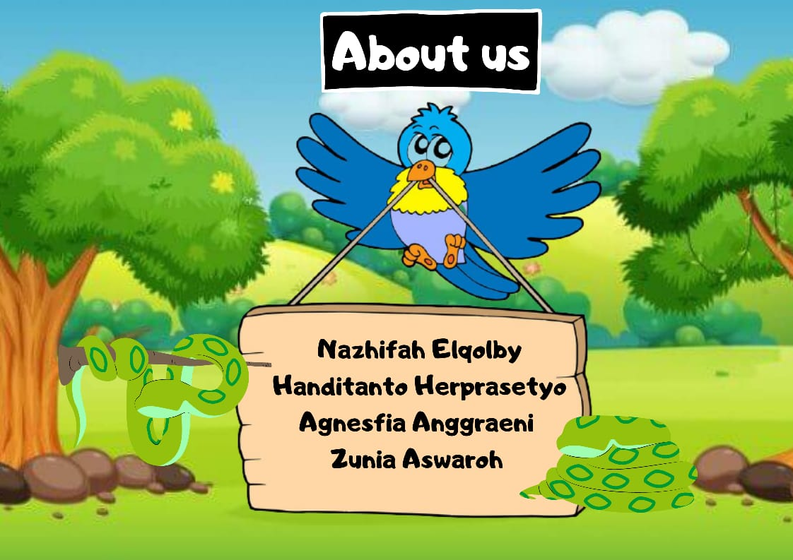 About us
Nazhifah Elqolby
Handitanto Herprasetyo
Agnesfia Anggraeni
Zunia Aswaroh